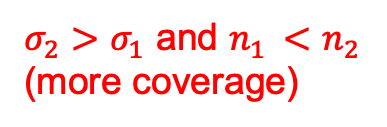 σ₂ > σ₁ and n₁ < n₂
(more coverage)